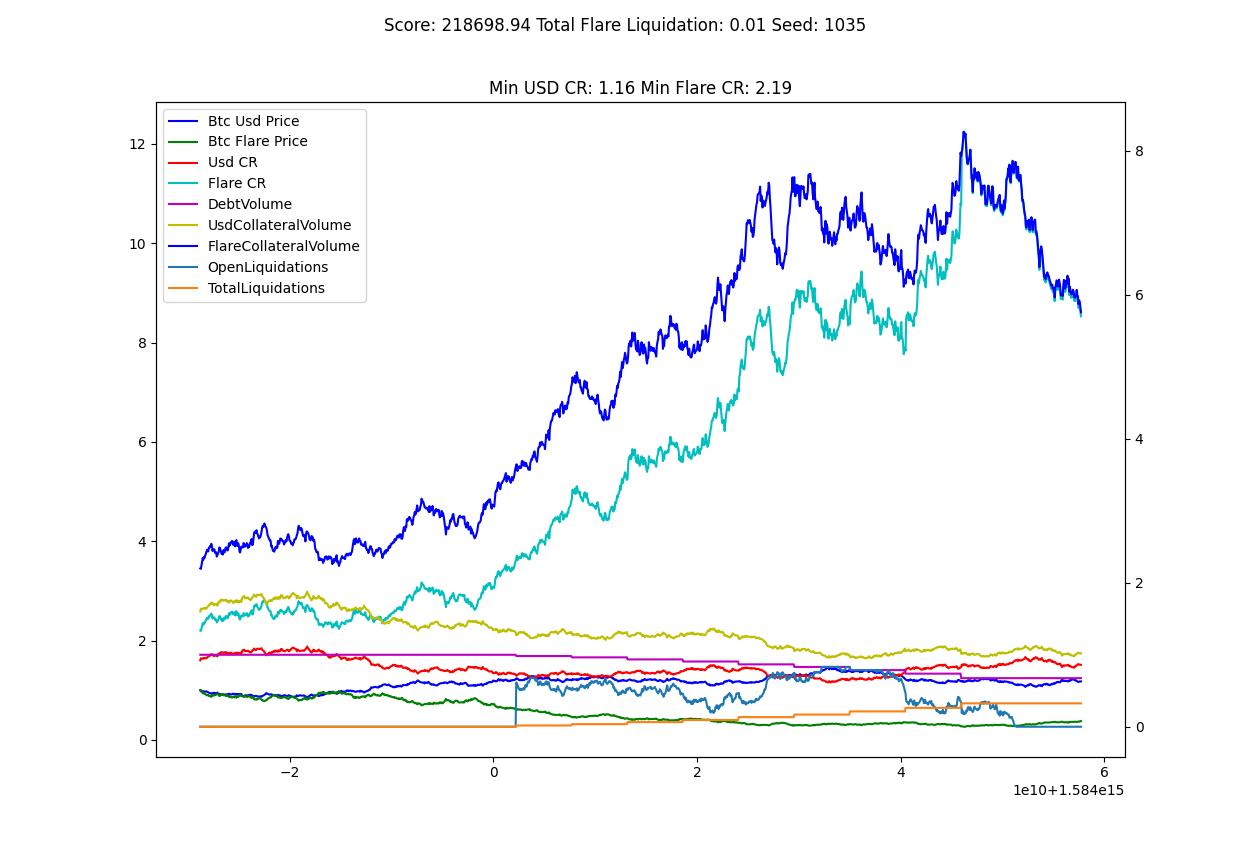 Score: 218698.94 Total Flare Liquidation: 0.01 Seed: 1035
Min USD CR: 1.16 Min Flare CR: 2.19
Btc Usd Price
Btc Flare Price
Usd CR
Flare CR
DebtVolume
UsdCollateralVolume
FlareCollateralVolume
OpenLiquidations
TotalLiquidations
12
10
8
6
4
2
0
8
6
4
2
0
−2 0 2 4 6
1e10+1.584e15